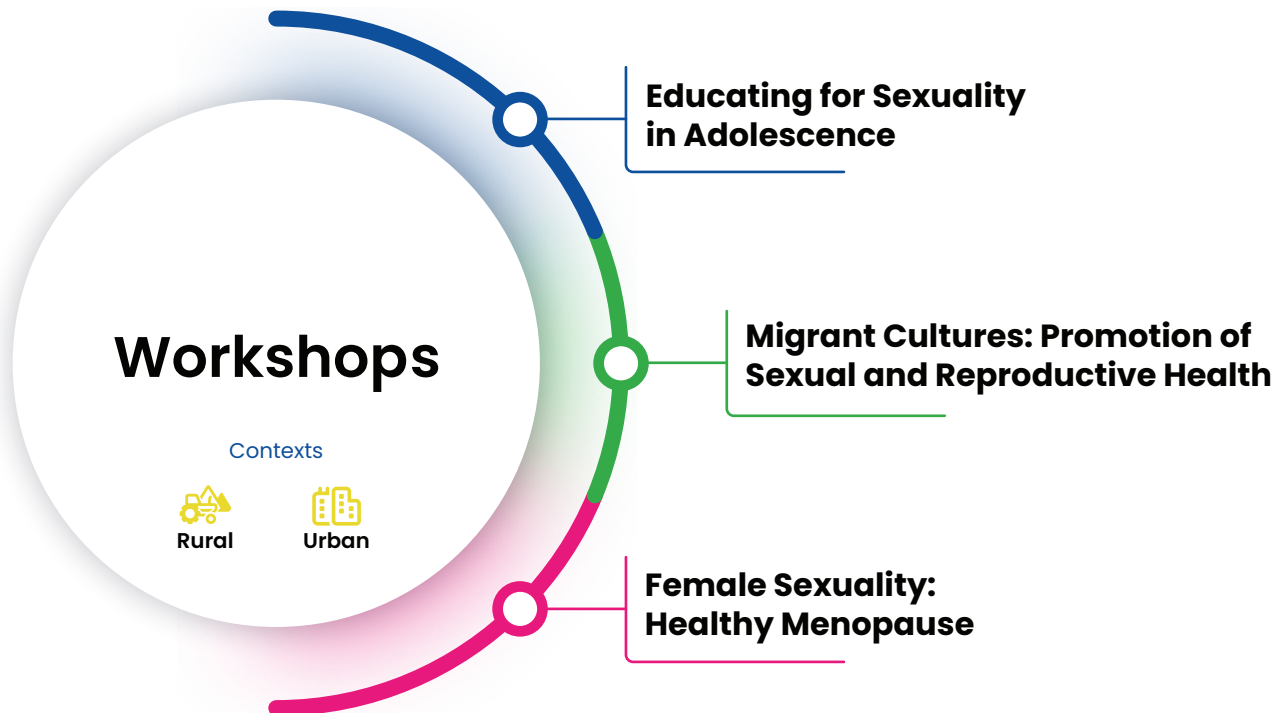 Educating for Sexuality
in Adolescence
Workshops
Migrant Cultures: Promotion of
Sexual and Reproductive Health
Contexts
Rural
Urban
Female Sexuality:
Healthy Menopause